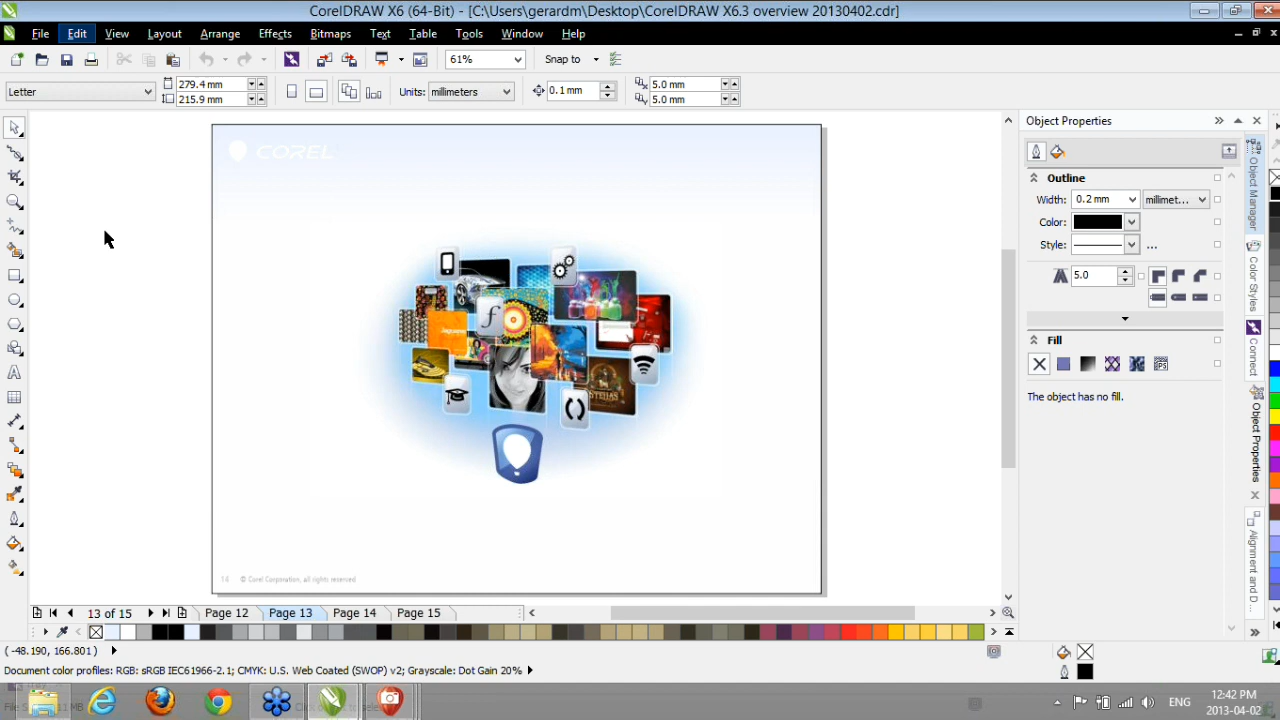 CorelDRAW X6 (64-Bit) - [C:\Users\gerardm\Desktop\CorelDRAW X6.3 overview 20130402.cdr]
File Edit View Layout Arrange Effects Bitmaps Text Table Tools Window Help
61% Snap to
Letter 279.4 mm 215.9 mm Units: millimeters 0.1 mm 5.0 mm 5.0 mm
Object Properties
COREL
Outline
Width: 0.2 mm millimet...
Color:
Style: ...
5.0
Fill
The object has no fill.
Object Manager
Color Styles
Connect
Object Properties
Alignment and D...
f
© Corel Corporation, all rights reserved
13 of 15 Page 12 Page 13 Page 14 Page 15
( -48.190, 166.801 )
Document color profiles: RGB: sRGB IEC61966-2.1; CMYK: U.S. Web Coated (SWOP) v2; Grayscale: Dot Gain 20%
ENG 12:42 PM
2013-04-02